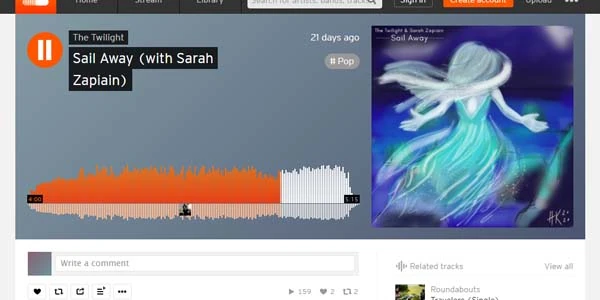 Home Stream Library Search for artists, bands, tracks Sign in Create account Upload
The Twilight
21 days ago
Sail Away (with Sarah
Zapiain)
# Pop
The Twilight & Sarah Zapiain
Sail Away
4:00
5:15
HK
Write a comment
159 2 2
Related tracks
View all
Roundabouts
Travelers (Single)